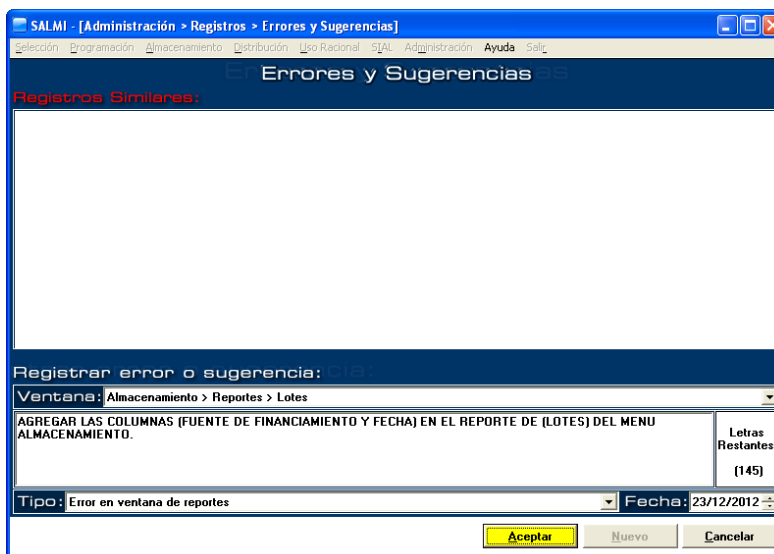 SALMI - [Administración > Registros > Errores y Sugerencias]
Selección Programación Almacenamiento Distribución Uso Racional SIAL Administración Ayuda Salir
Errores y Sugerencias
Registros Similares:
Registrar error o sugerencia:
Ventana: Almacenamiento > Reportes > Lotes
AGREGAR LAS COLUMNAS (FUENTE DE FINANCIAMIENTO Y FECHA) EN EL REPORTE DE (LOTES) DEL MENU
ALMACENAMIENTO.
Letras
Restantes
(145)
Tipo: Error en ventana de reportes Fecha: 23/12/2012
Aceptar Nuevo Cancelar